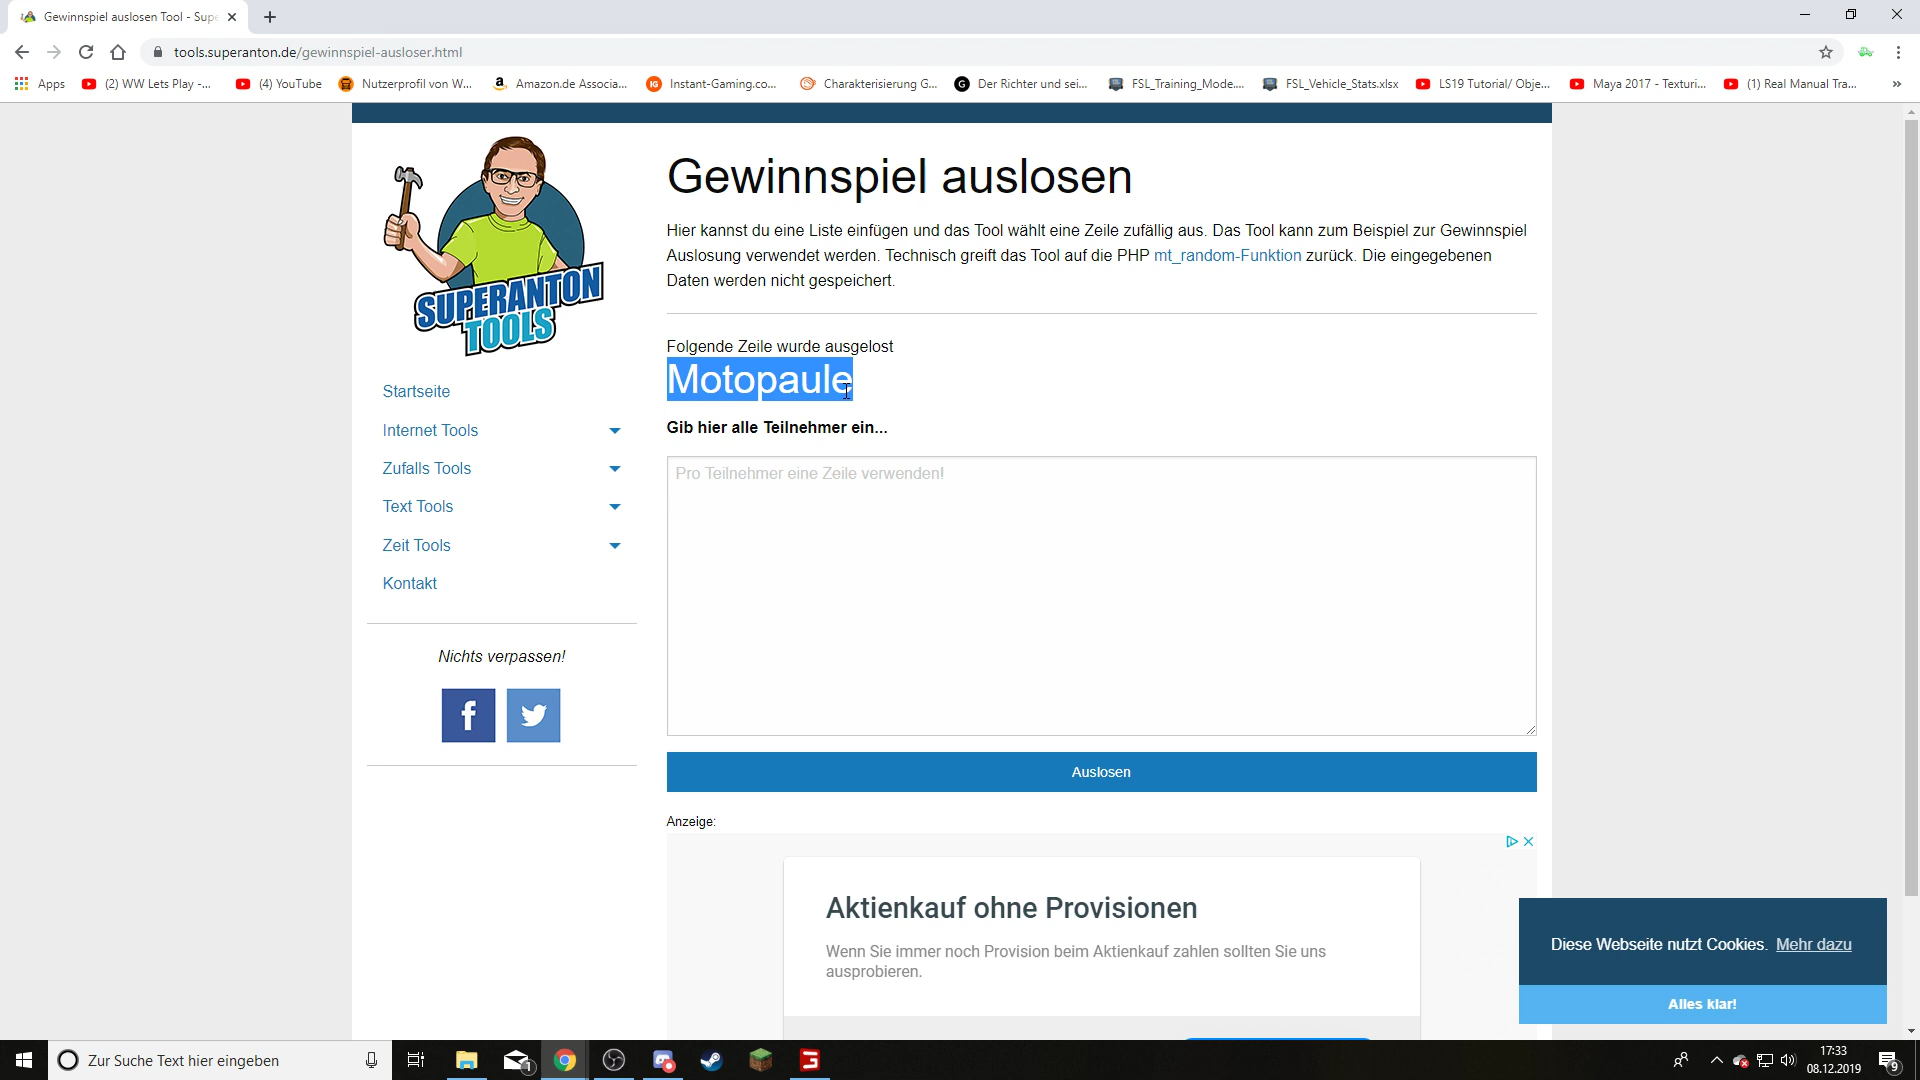 Gewinnspiel auslosen Tool - Supe
tools.superanton.de/gewinnspiel-ausloser.html
Apps
(2) WW Lets Play -...
(4) YouTube
Nutzerprofil von W...
Amazon.de Associa...
Instant-Gaming.co...
Charakterisierung G...
Der Richter und sei...
FSL_Training_Mode....
FSL_Vehicle_Stats.xlsx
LS19 Tutorial/ Obje...
Maya 2017 - Texturi...
(1) Real Manual Tra...
»
SUPERANTON
TOOLS
Startseite
Internet Tools
Zufalls Tools
Text Tools
Zeit Tools
Kontakt
Nichts verpassen!
Gewinnspiel auslosen
Hier kannst du eine Liste einfügen und das Tool wählt eine Zeile zufällig aus. Das Tool kann zum Beispiel zur Gewinnspiel
Auslosung verwendet werden. Technisch greift das Tool auf die PHP mt_random-Funktion zurück. Die eingegebenen
Daten werden nicht gespeichert.
Folgende Zeile wurde ausgelost
Motopaule
Gib hier alle Teilnehmer ein...
Pro Teilnehmer eine Zeile verwenden!
Auslosen
Anzeige:
Aktienkauf ohne Provisionen
Wenn Sie immer noch Provision beim Aktienkauf zahlen sollten Sie uns
ausprobieren.
Diese Webseite nutzt Cookies. Mehr dazu
Alles klar!
Zur Suche Text hier eingeben
1
17:33
08.12.2019
9